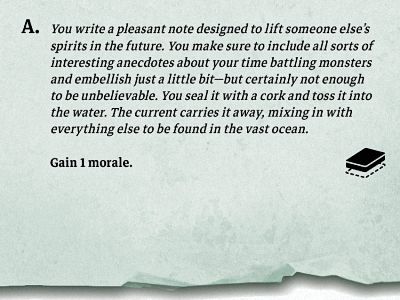 A. You write a pleasant note designed to lift someone else's
spirits in the future. You make sure to include all sorts of
interesting anecdotes about your time battling monsters
and embellish just a little bit—but certainly not enough
to be unbelievable. You seal it with a cork and toss it into
the water. The current carries it away, mixing in with
everything else to be found in the vast ocean.
Gain 1 morale.